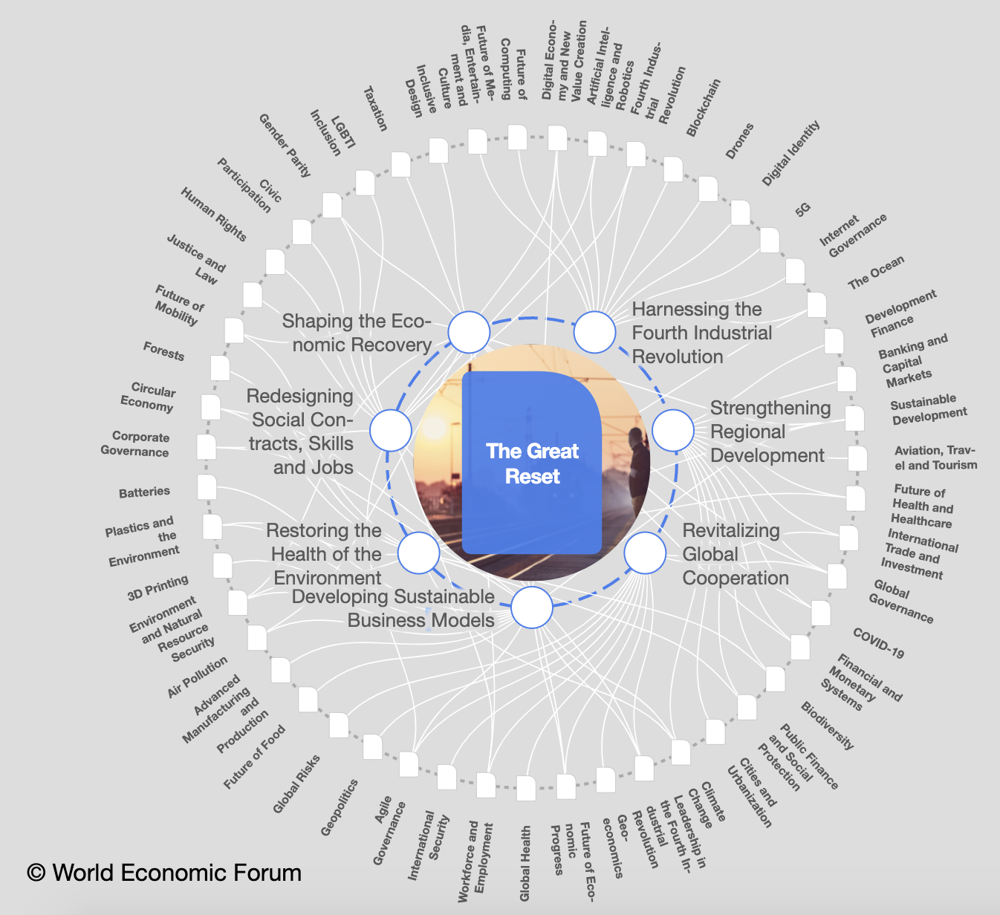 The Great
Reset
Shaping the Eco-
nomic Recovery
Harnessing the
Fourth Industrial
Revolution
Strengthening
Regional
Development
Revitalizing
Global
Cooperation
Developing Sustainable
Business Models
Restoring the
Health of the
Environment
Redesigning
Social Con-
tracts, Skills
and Jobs
Digital Econo-
my and New
Value Creation
Artificial Intel-
ligence and
Robotics
Fourth Indus-
trial
Revolution
Blockchain
Drones
Digital Identity
5G
Internet
Governance
The Ocean
Development
Finance
Banking and
Capital
Markets
Sustainable
Development
Aviation, Trav-
el and Tourism
Future of
Health and
Healthcare
International
Trade and
Investment
Global
Governance
COVID-19
Financial and
Monetary
Systems
Biodiversity
Public Finance
and Social
Protection
Cities and
Urbanization
Climate
Change
Leadership in
the Fourth In-
dustrial
Revolution
Geo-
economics
Future of Eco-
nomic
Progress
Global Health
Workforce and
Employment
International
Security
Agile
Governance
Geopolitics
Global Risks
Future of Food
Advanced
Manufacturing
and
Production
Air Pollution
Environment
and Natural
Resource
Security
3D Printing
Plastics and
the
Environment
Batteries
Corporate
Governance
Circular
Economy
Forests
Future of
Mobility
Justice and
Law
Human Rights
Civic
Participation
Gender Parity
LGBTI
Inclusion
Taxation
Inclusive
Design
Future of Me-
dia, Entertain-
ment and
Culture
Future of
Computing
© World Economic Forum